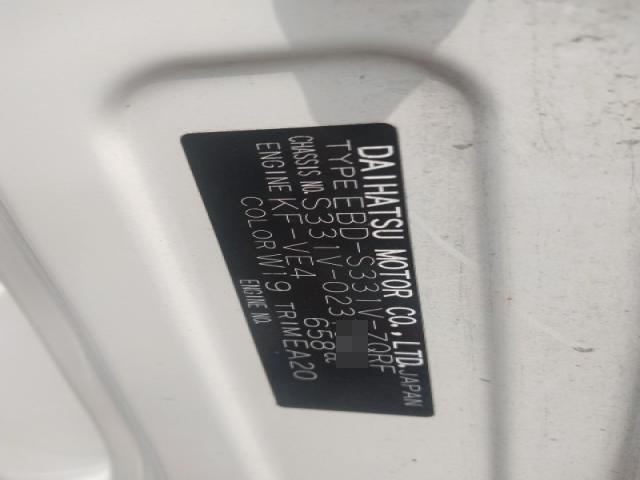 DAIHATSU MOTOR CO., LTD. JAPAN
TYPE EBD-S331V-ZQRF
CHASSIS NO. S331V-023
ENGINE KF-VE4 658cc
COLOR W19 TRIM EA20
ENGINE NO.